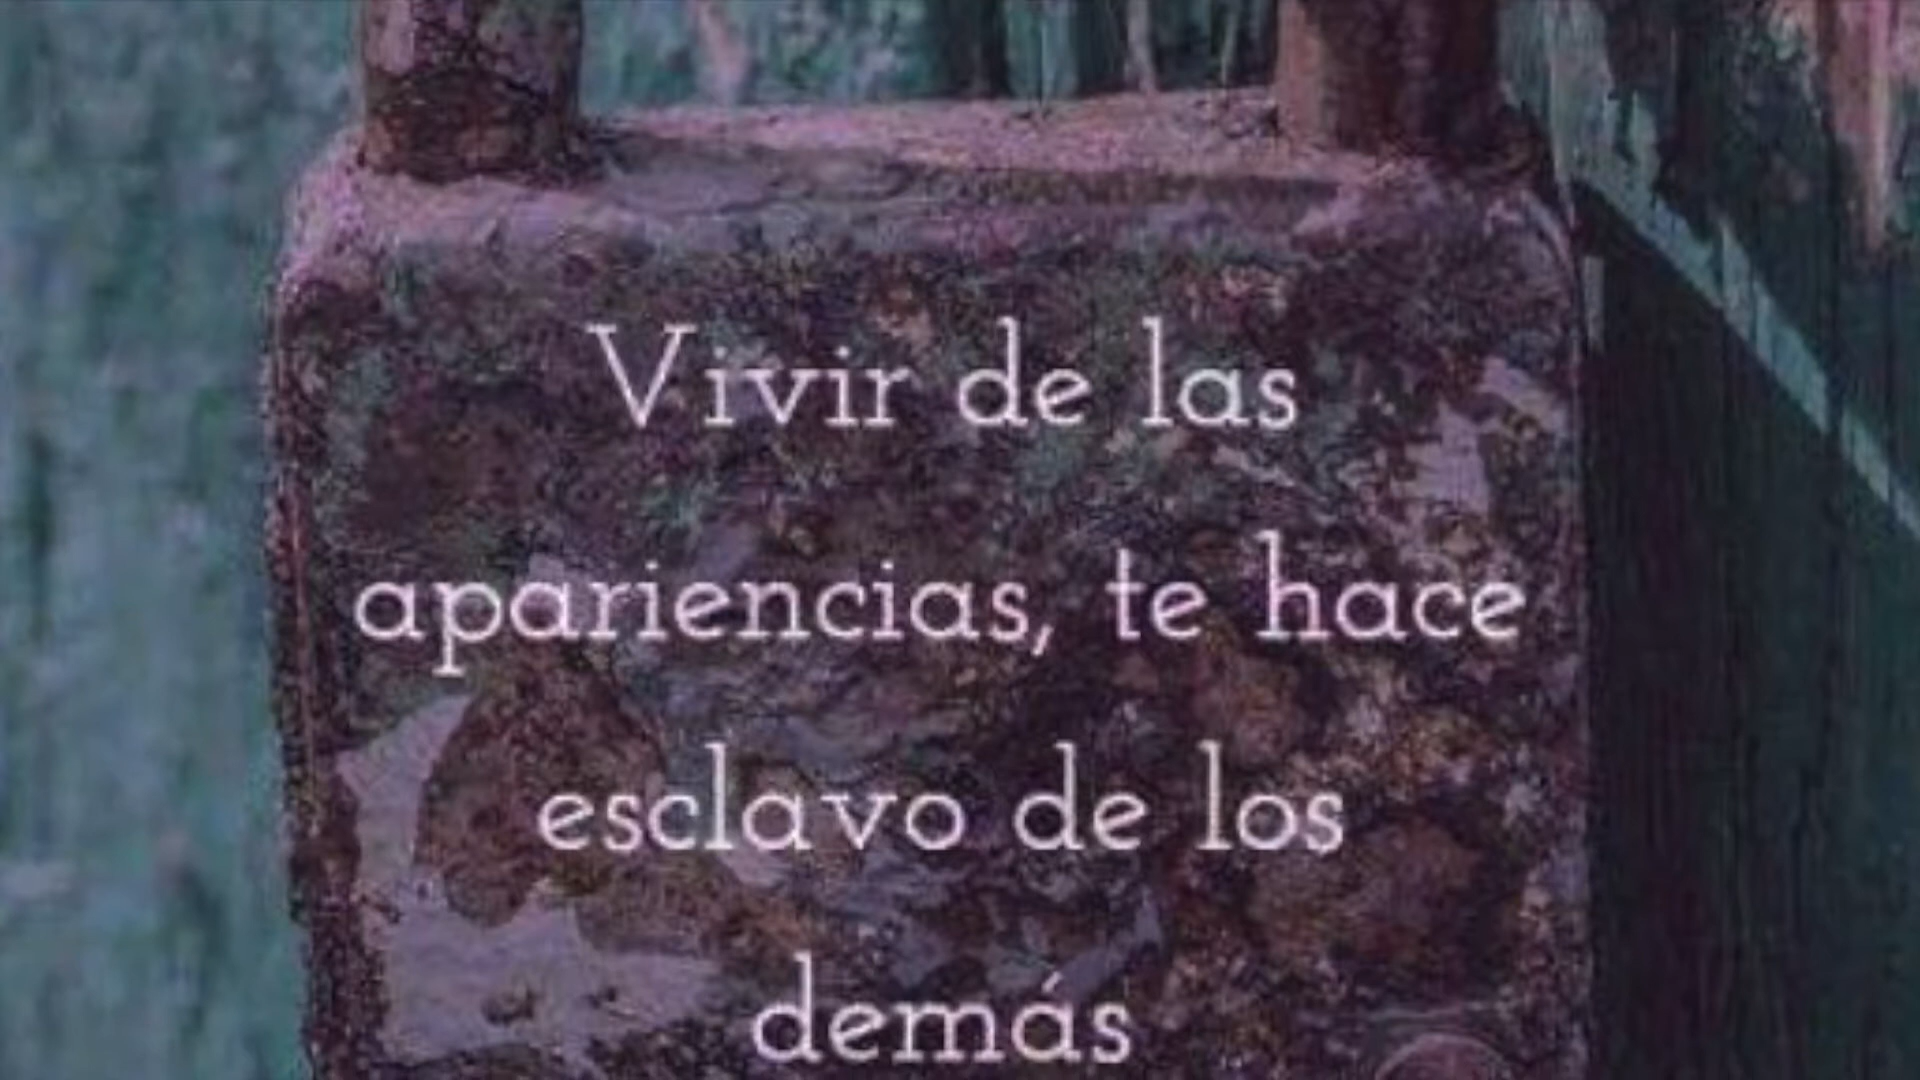 Vivir de las
apariencias, te hace
esclavo de los
demás